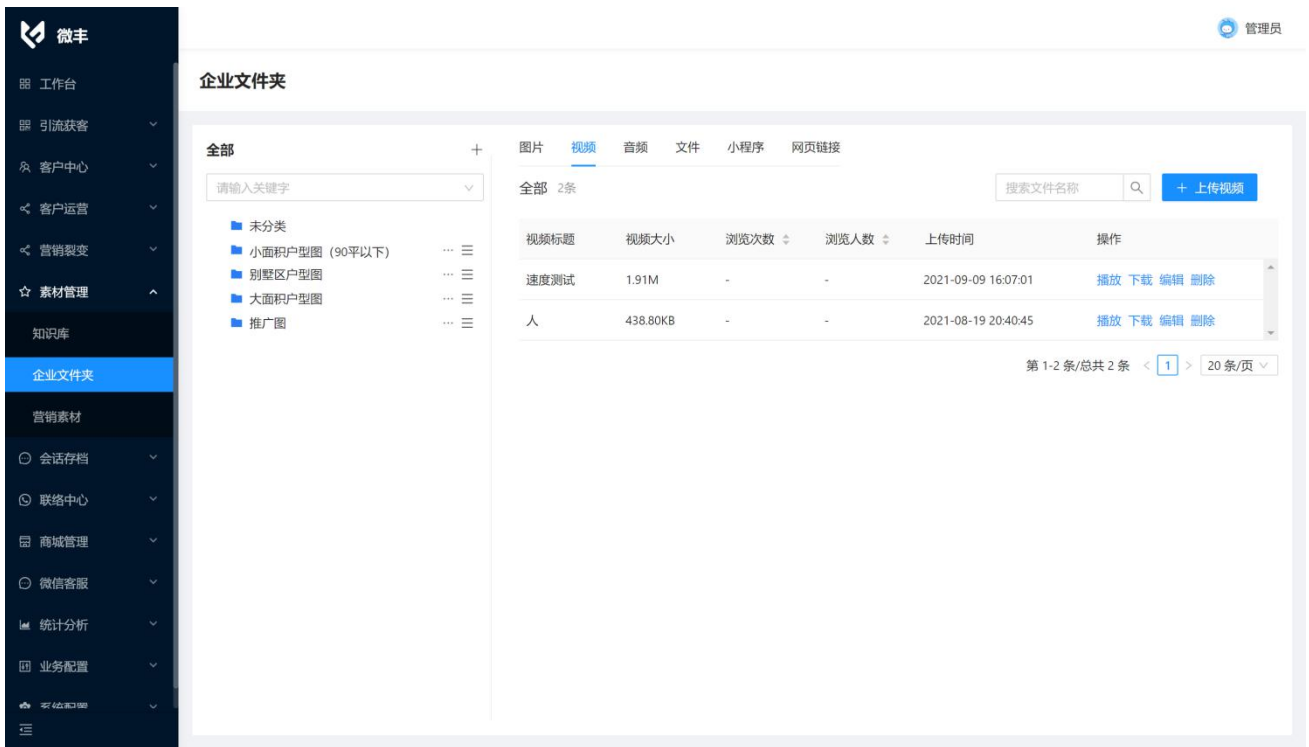 微丰
管理员
工作台
引流获客
客户中心
客户运营
营销裂变
素材管理
知识库
企业文件夹
营销素材
会话存档
联络中心
商城管理
微信客服
统计分析
业务配置
系统配置
企业文件夹
全部
请输入关键字
未分类
小面积户型图（90平以下）
别墅区户型图
大面积户型图
推广图
图片 视频 音频 文件 小程序 网页链接
全部 2条 搜索文件名称 + 上传视频
视频标题 视频大小 浏览次数 浏览人数 上传时间 操作
速度测试 1.91M - - 2021-09-09 16:07:01 播放 下载 编辑 删除
人 438.80KB - - 2021-08-19 20:40:45 播放 下载 编辑 删除
第 1-2 条/总共 2 条 < 1 > 20 条/页